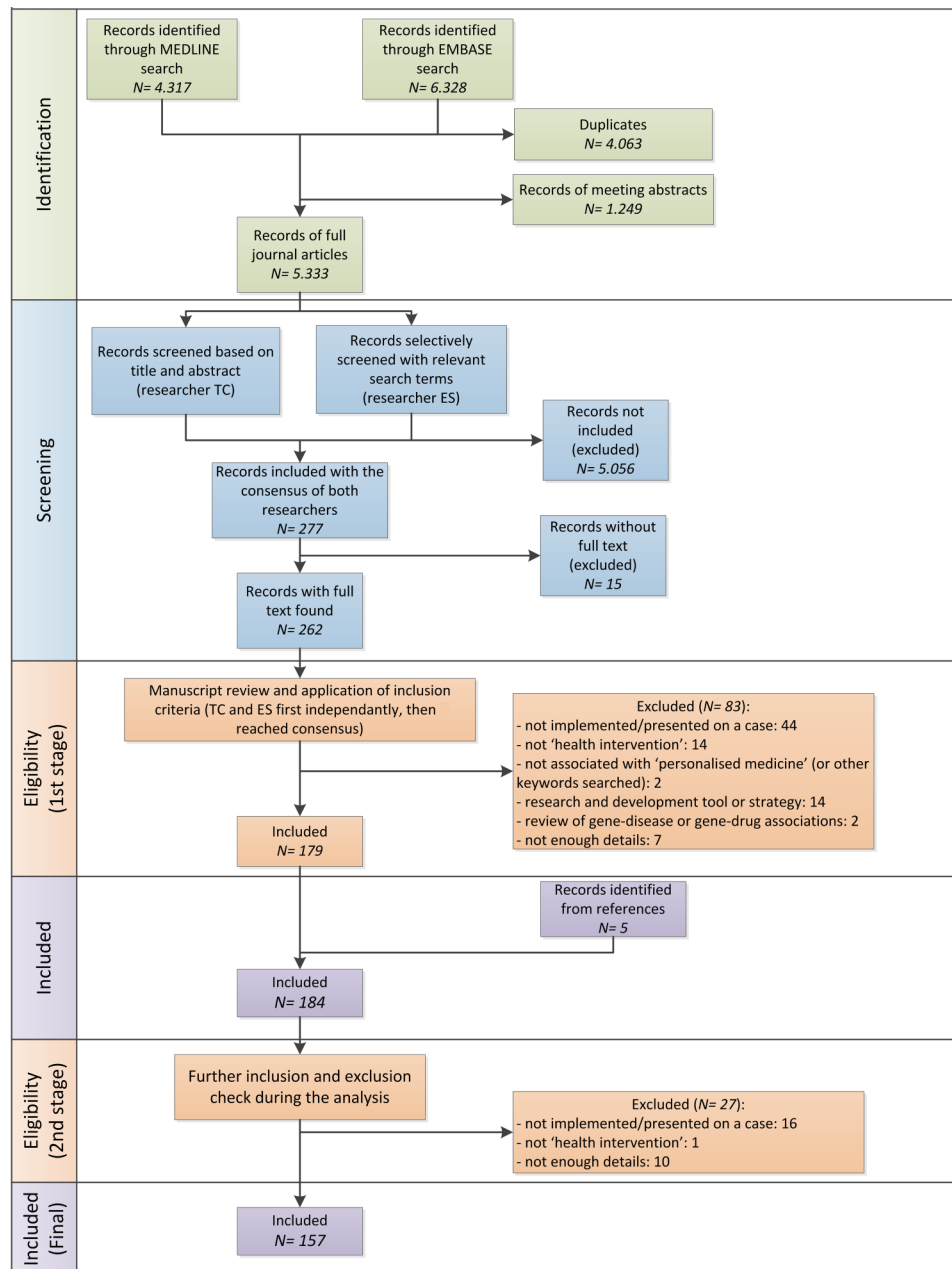 Identification
Records identified
through MEDLINE
search
N= 4.317
Records identified
through EMBASE
search
N= 6.328
Duplicates
N= 4.063
Records of meeting abstracts
N= 1.249
Records of full
journal articles
N= 5.333
Screening
Records screened based on
title and abstract
(researcher TC)
Records selectively
screened with relevant
search terms
(researcher ES)
Records not
included
(excluded)
N= 5.056
Records included with the
consensus of both
researchers
N= 277
Records without
full text
(excluded)
N= 15
Records with full
text found
N= 262
Eligibility
(1st stage)
Manuscript review and application of inclusion
criteria (TC and ES first independantly, then
reached consensus)
Excluded (N= 83):
- not implemented/presented on a case: 44
- not ‘health intervention’: 14
- not associated with ‘personalised medicine’ (or other
keywords searched): 2
- research and development tool or strategy: 14
- review of gene-disease or gene-drug associations: 2
- not enough details: 7
Included
N= 179
Included
Records identified
from references
N= 5
Included
N= 184
Eligibility
(2nd stage)
Further inclusion and exclusion
check during the analysis
Excluded (N= 27):
- not implemented/presented on a case: 16
- not ‘health intervention’: 1
- not enough details: 10
Included
(Final)
Included
N= 157